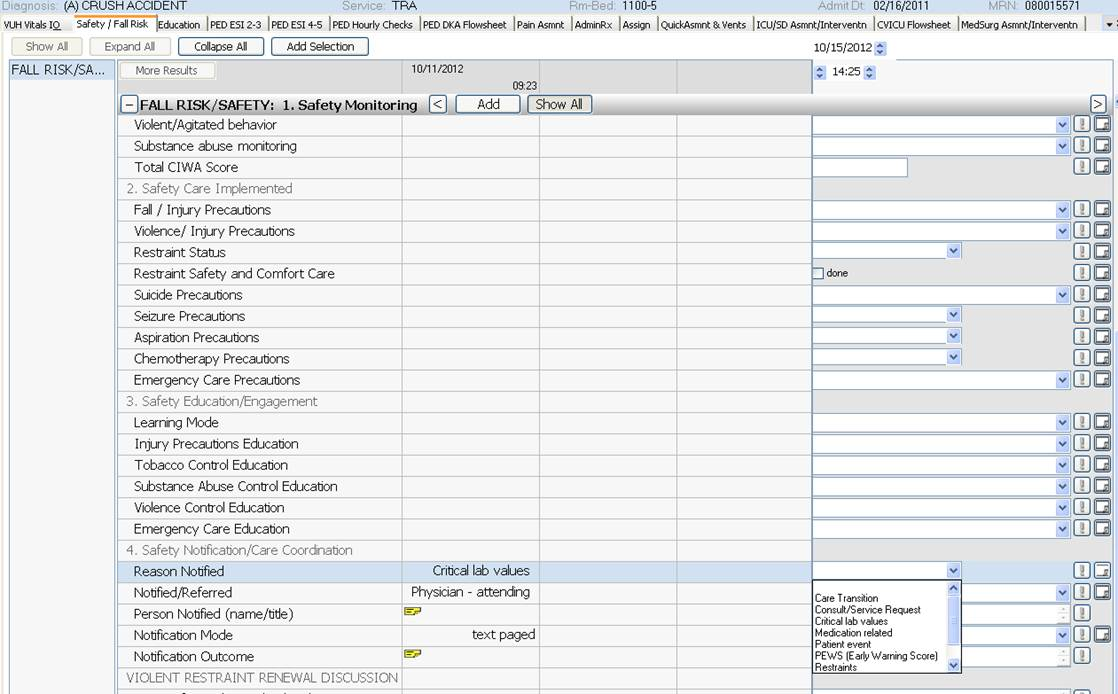 Diagnosis: (A) CRUSH ACCIDENT Service: TRA Rm-Bed: 1100-5 Admit Dt: 02/16/2011 MRN: 080015571
VUH Vitals IO Safety / Fall Risk Education PED ESI 2-3 PED ESI 4-5 PED Hourly Checks PED DKA Flowsheet Pain Asmnt AdminRx Assign QuickAsmnt & Vents ICU/SD Asmnt/Interventn CVICU Flowsheet MedSurg Asmnt/Interventn
Show All Expand All Collapse All Add Selection 10/15/2012
FALL RISK/SA... More Results 10/11/2012 14:25
09:23
FALL RISK/SAFETY: 1. Safety Monitoring < Add Show All >
Violent/Agitated behavior
Substance abuse monitoring
Total CIWA Score
2. Safety Care Implemented
Fall / Injury Precautions
Violence/ Injury Precautions
Restraint Status
Restraint Safety and Comfort Care done
Suicide Precautions
Seizure Precautions
Aspiration Precautions
Chemotherapy Precautions
Emergency Care Precautions
3. Safety Education/Engagement
Learning Mode
Injury Precautions Education
Tobacco Control Education
Substance Abuse Control Education
Violence Control Education
Emergency Care Education
4. Safety Notification/Care Coordination
Reason Notified Critical lab values
Notified/Referred Physician - attending
Person Notified (name/title)
Notification Mode text paged
Notification Outcome
VIOLENT RESTRAINT RENEWAL DISCUSSION
Care Transition
Consult/Service Request
Critical lab values
Medication related
Patient event
PEWS (Early Warning Score)
Restraints